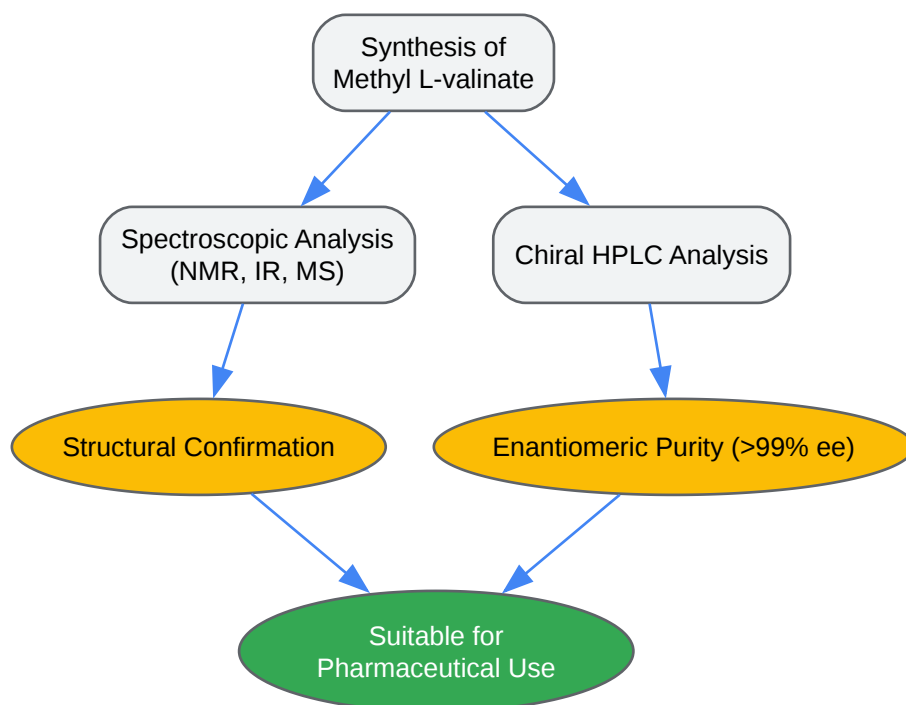 Synthesis of
Methyl L-valinate
Spectroscopic Analysis
(NMR, IR, MS)
Chiral HPLC Analysis
Structural Confirmation
Enantiomeric Purity (>99% ee)
Suitable for
Pharmaceutical Use